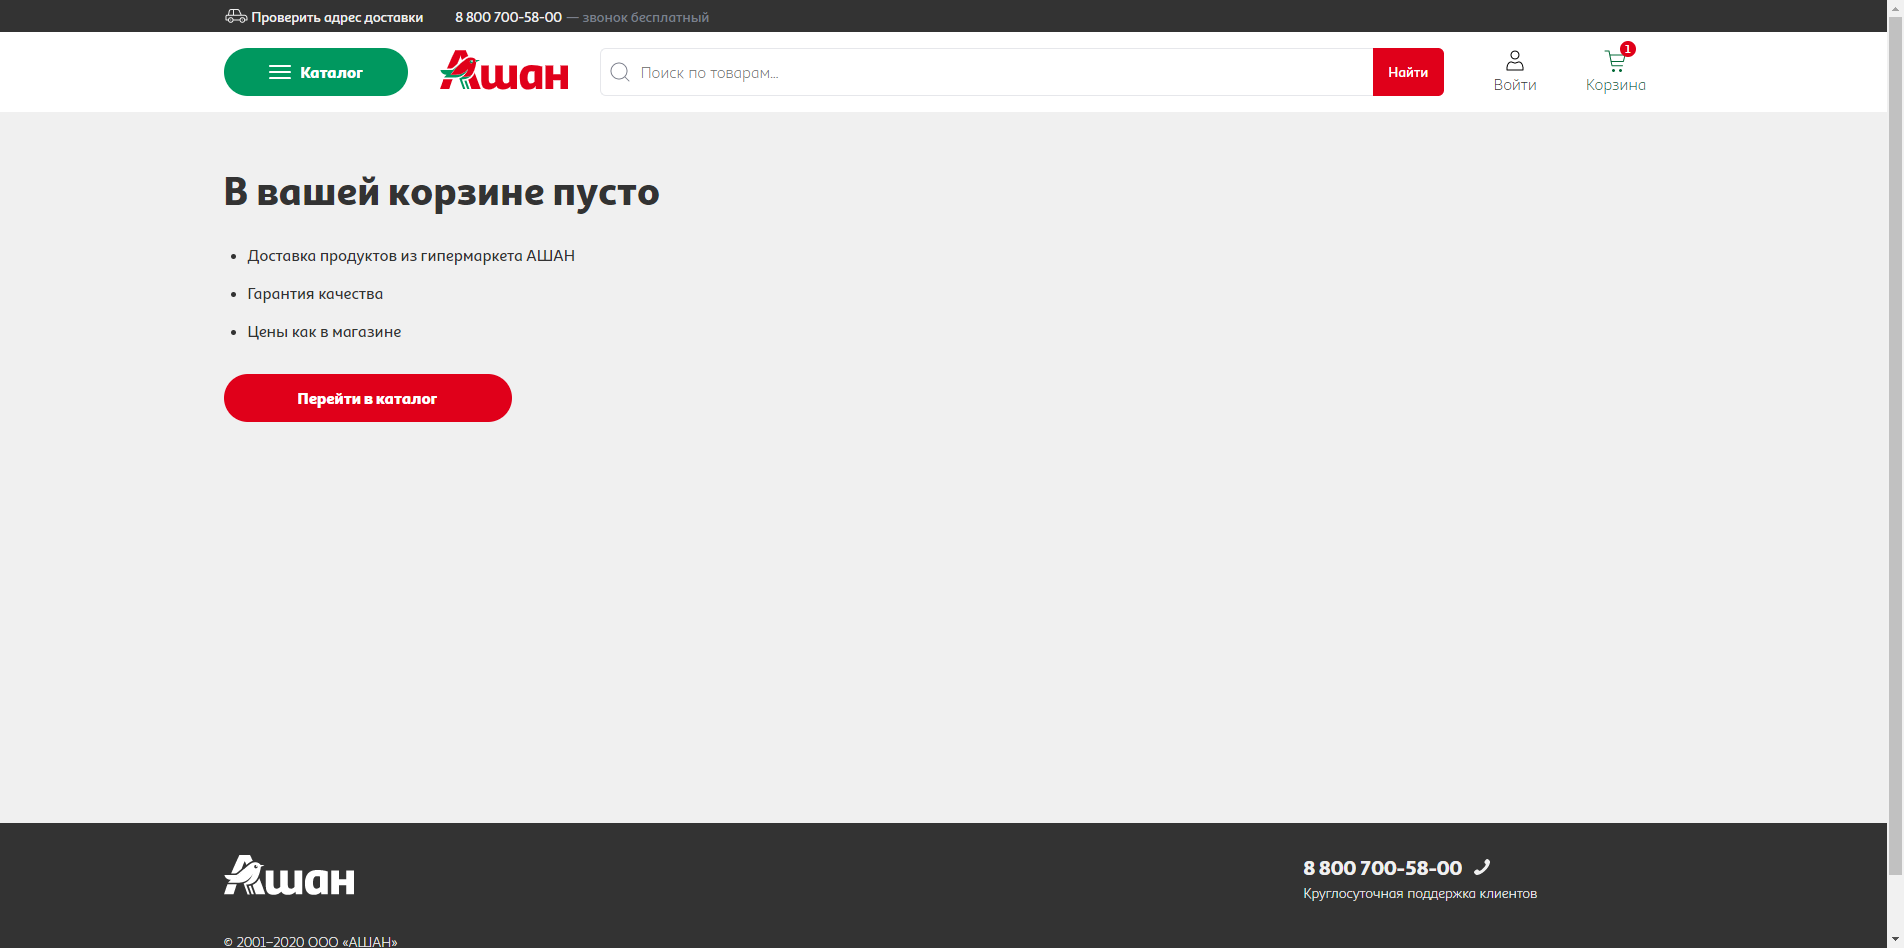 Проверить адрес доставки 8 800 700-58-00 — звонок бесплатный
Каталог Ашан Поиск по товарам... Найти Войти 1 Корзина
В вашей корзине пусто
Доставка продуктов из гипермаркета АШАН
Гарантия качества
Цены как в магазине
Перейти в каталог
Ашан
8 800 700-58-00
Круглосуточная поддержка клиентов
© 2001–2020 ООО «АШАН»